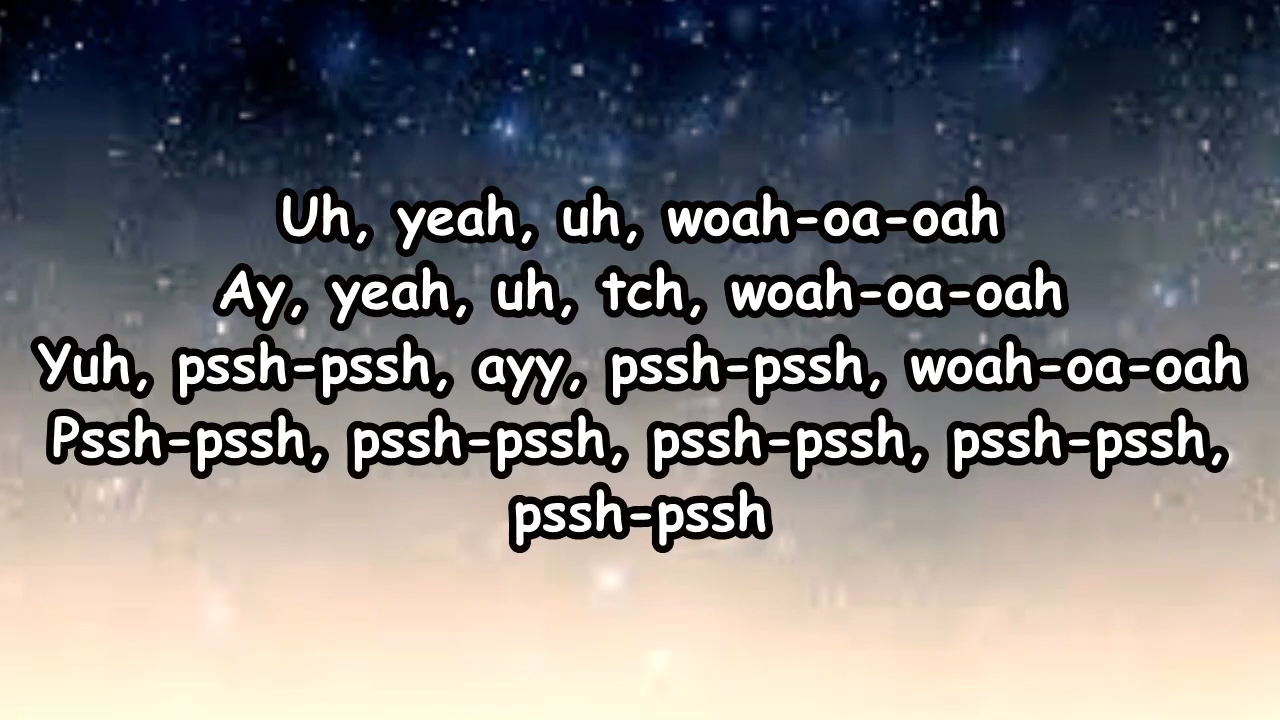 Uh, yeah, uh, woah-oa-oah
Ay, yeah, uh, tch, woah-oa-oah
Yuh, pssh-pssh, ayy, pssh-pssh, woah-oa-oah
Pssh-pssh, pssh-pssh, pssh-pssh, pssh-pssh,
pssh-pssh